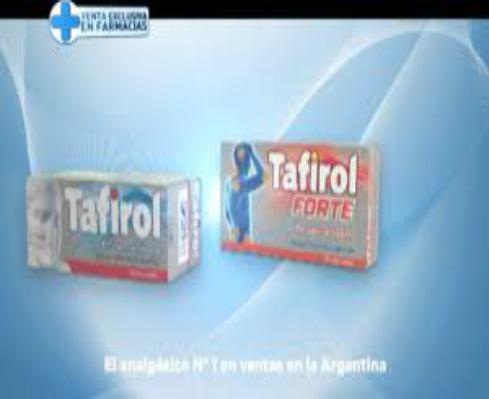 VENTA EXCLUSIVA
EN FARMACIAS
Tafirol
Tafirol
FORTE
El analgésico N° 1 en ventas en la Argentina